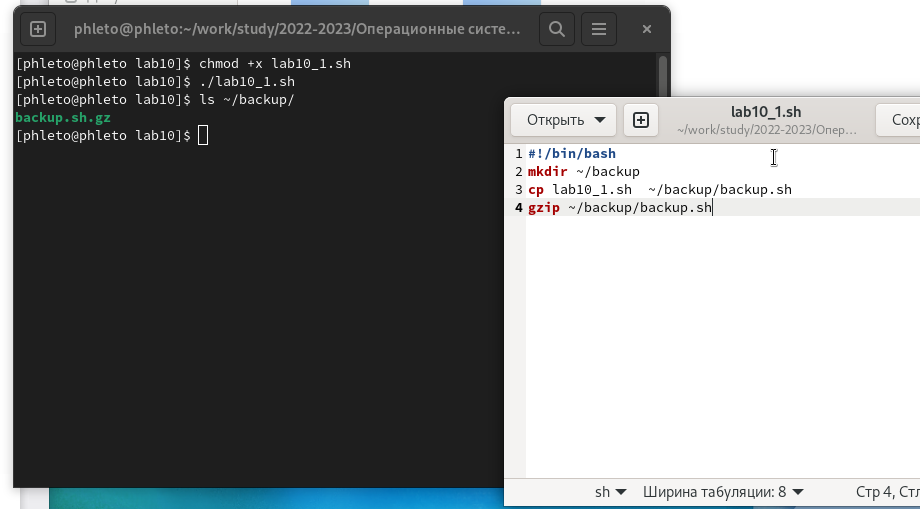 phleto@phleto:~/work/study/2022-2023/Операционные систе...
[phleto@phleto lab10]$ chmod +x lab10_1.sh
[phleto@phleto lab10]$ ./lab10_1.sh
[phleto@phleto lab10]$ ls ~/backup/
backup.sh.gz
[phleto@phleto lab10]$
Открыть
lab10_1.sh
~/work/study/2022-2023/Опер...
Сохр
1 #!/bin/bash
2 mkdir ~/backup
3 cp lab10_1.sh  ~/backup/backup.sh
4 gzip ~/backup/backup.sh
sh
Ширина табуляции: 8
Стр 4, Стл